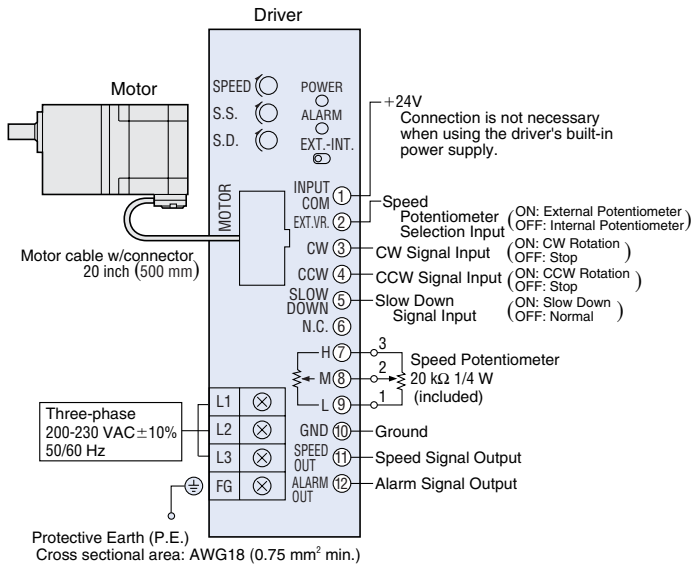 Driver
Motor
SPEED
S.S.
S.D.
POWER
ALARM
EXT.-INT.
MOTOR
Motor cable w/connector
20 inch (500 mm)
INPUT
COM
1
+24V
Connection is not necessary
when using the driver's built-in
power supply.
EXT.VR.
2
Speed
Potentiometer
Selection Input
(ON: External Potentiometer
OFF: Internal Potentiometer)
CW
3
CW Signal Input
(ON: CW Rotation
OFF: Stop)
CCW
4
CCW Signal Input
(ON: CCW Rotation
OFF: Stop)
SLOW
DOWN
5
Slow Down
Signal Input
(ON: Slow Down
OFF: Normal)
N.C.
6
H
7
3
M
8
2
L
9
1
Speed Potentiometer
20 kΩ 1/4 W
(included)
L1
L2
L3
FG
Three-phase
200-230 VAC±10%
50/60 Hz
GND
10
Ground
SPEED
OUT
11
Speed Signal Output
ALARM
OUT
12
Alarm Signal Output
Protective Earth (P.E.)
Cross sectional area: AWG18 (0.75 mm² min.)